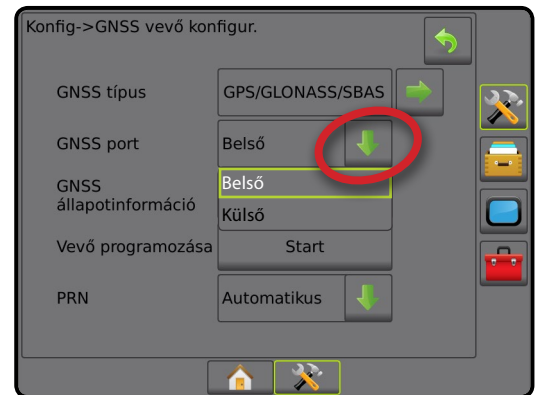 Konfig->GNSS vevő konfigur.
GNSS típus GPS/GLONASS/SBAS
GNSS port Belső
Belső
GNSS
állapotinformáció
Külső
Vevő programozása Start
PRN Automatikus